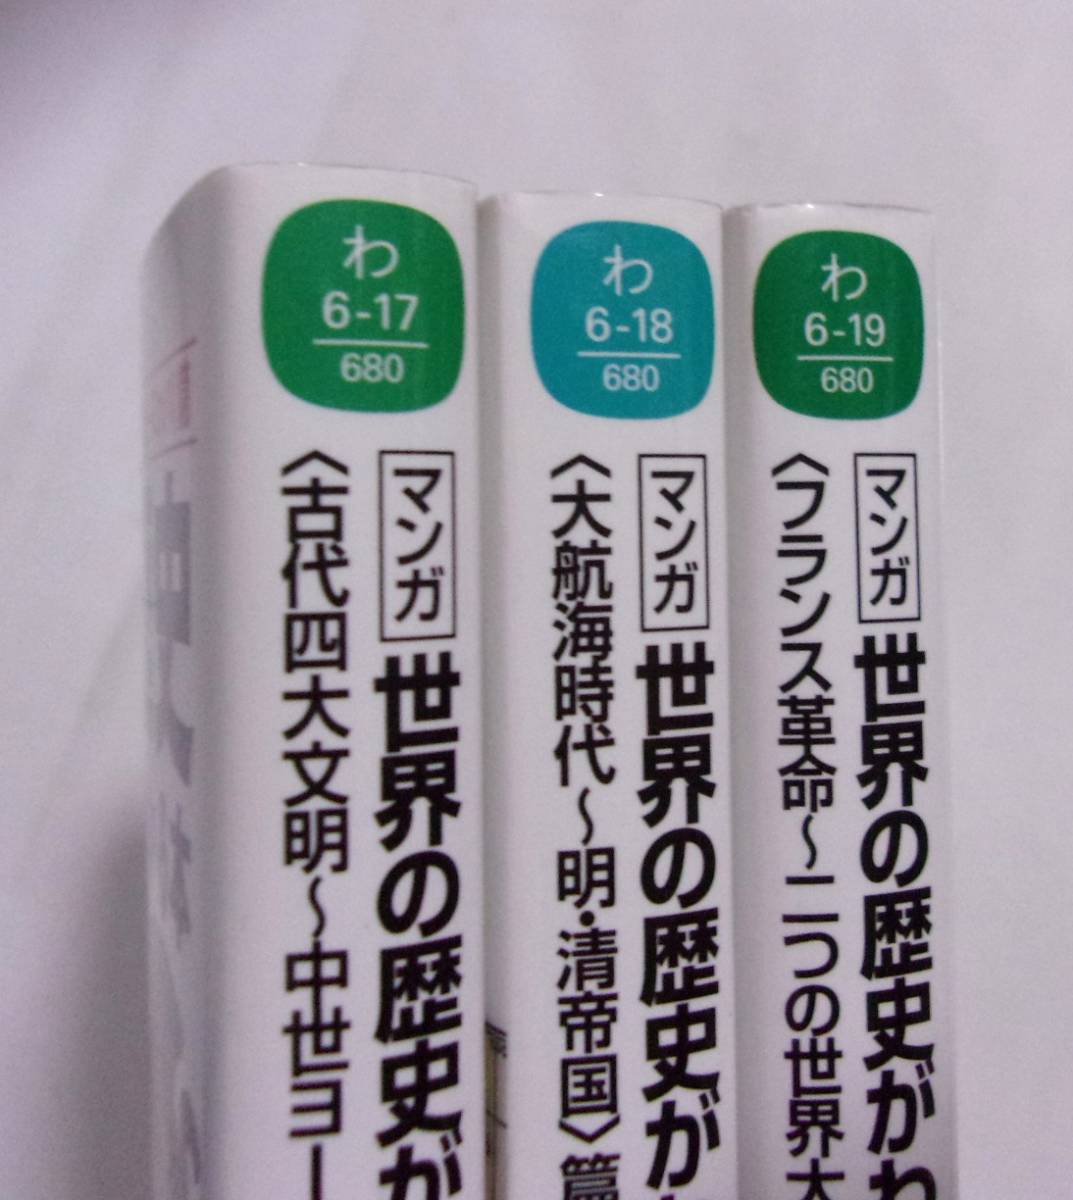 わ
6-17
680
マンガ 世界の歴史が
〈古代四大文明～中世ヨー
わ
6-18
680
マンガ 世界の歴史が
〈大航海時代～明・清帝国〉篇
わ
6-19
680
マンガ 世界の歴史がわ
〈フランス革命～二つの世界大